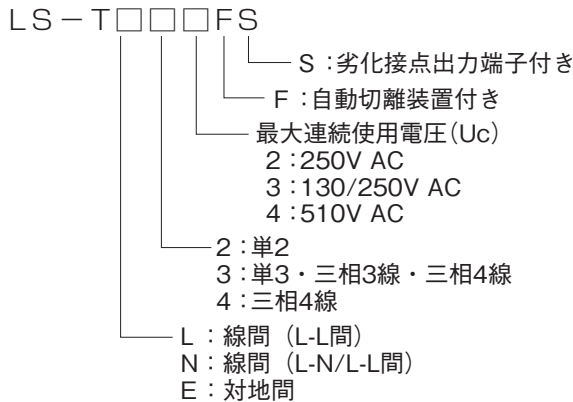 LS−T□□□FS
S：劣化接点出力端子付き
F：自動切離装置付き
最大連続使用電圧(Uc)
2：250V AC
3：130/250V AC
4：510V AC
2：単2
3：単3・三相3線・三相4線
4：三相4線
L：線間（L-L間）
N：線間（L-N/L-L間）
E：対地間